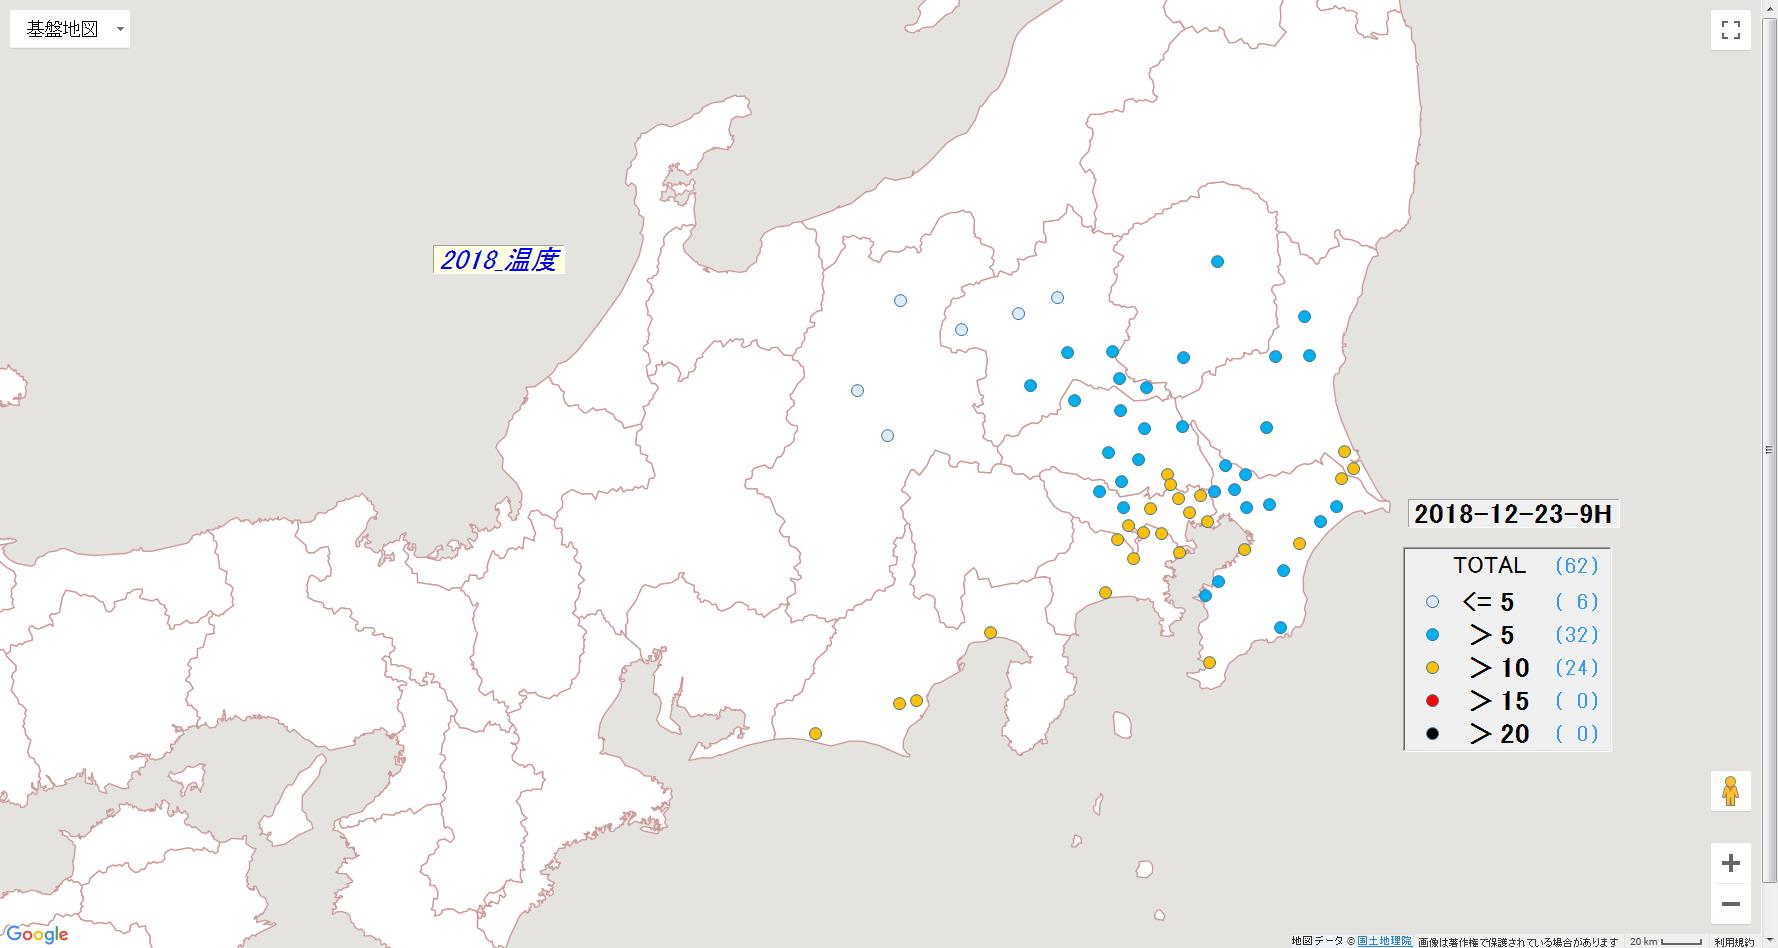 基盤地図
2018_温度
2018-12-23-9H
TOTAL (62)
<= 5 ( 6)
> 5 (32)
> 10 (24)
> 15 ( 0)
> 20 ( 0)
Google
地図データ © 国土地理院 画像は著作権で保護されている場合があります 20 km 利用規約